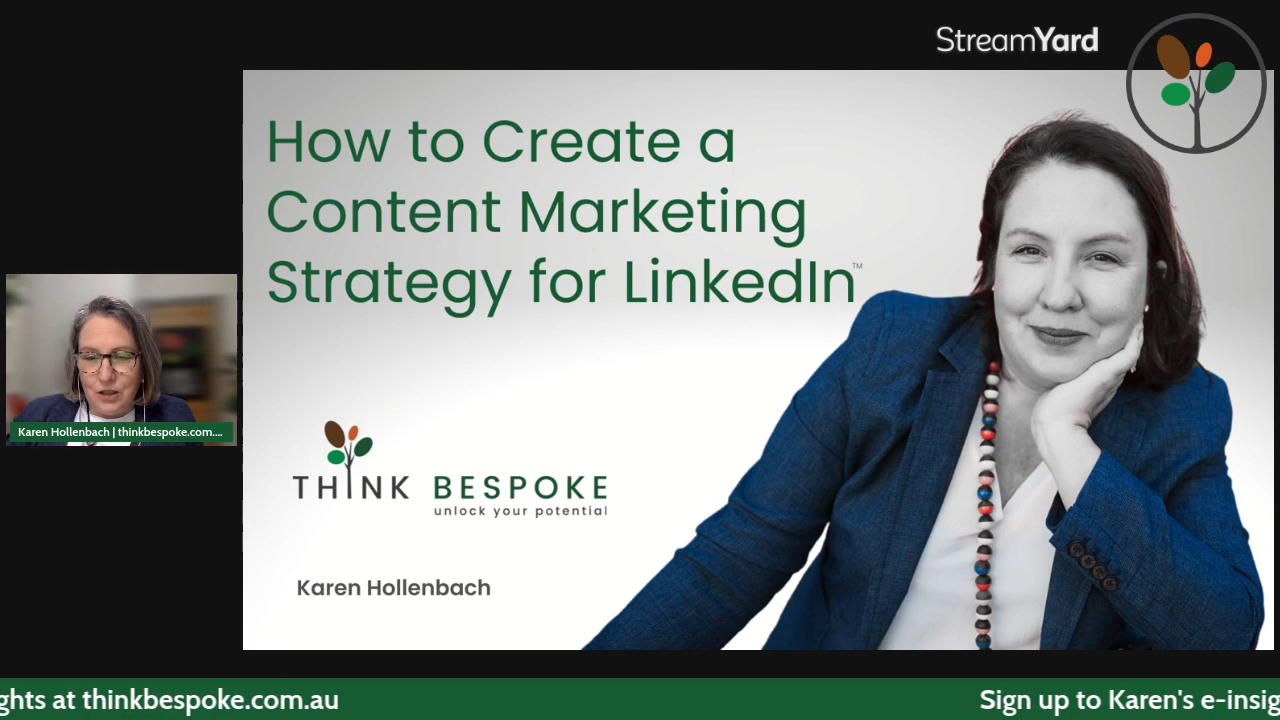 StreamYard
How to Create a
Content Marketing
Strategy for LinkedIn™
THINK BESPOKE
unlock your potential
Karen Hollenbach
Karen Hollenbach | thinkbespoke.com....
ghts at thinkbespoke.com.au
Sign up to Karen's e-insig